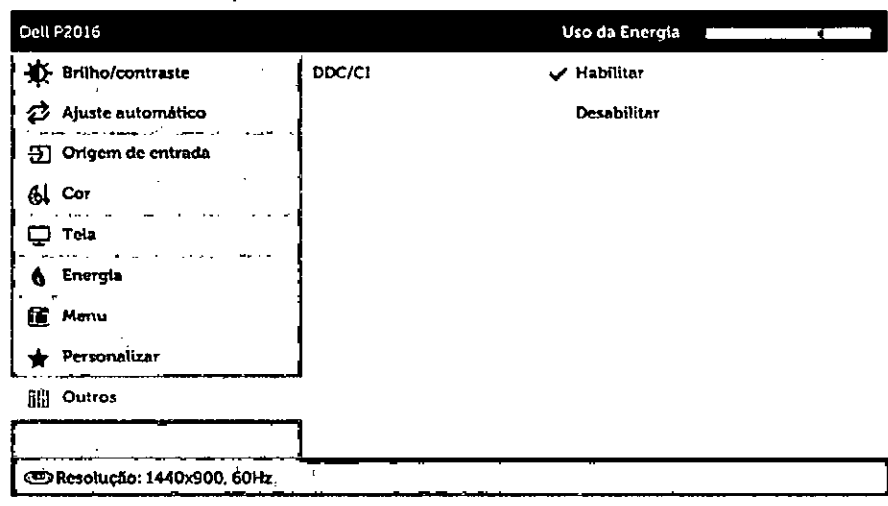 Dell P2016 Uso da Energia
Brilho/contraste DDC/CI ✔ Habilitar
Ajuste automático Desabilitar
Origem de entrada
Cor
Tela
Energia
Menu
Personalizar
Outros
Resolução: 1440x900, 60Hz